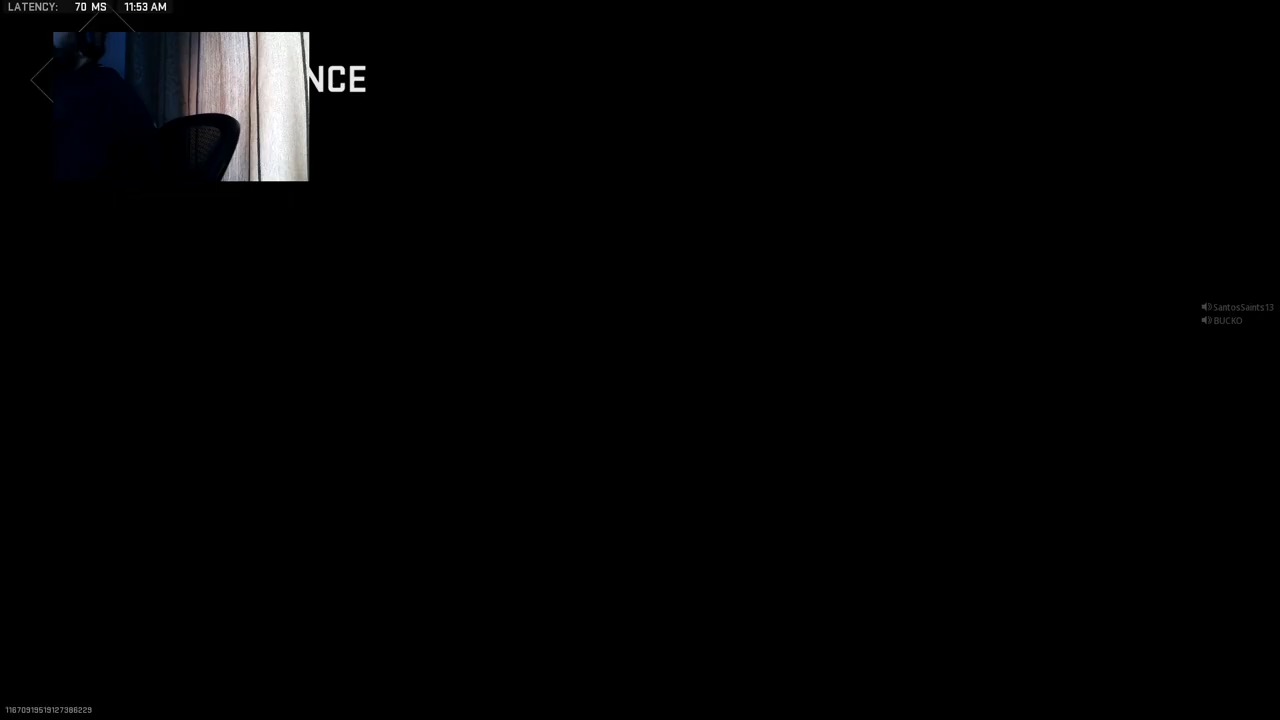 LATENCY: 70 MS 11:53 AM
NCE
SantosSaints13
BUCKO
11670919519127386229